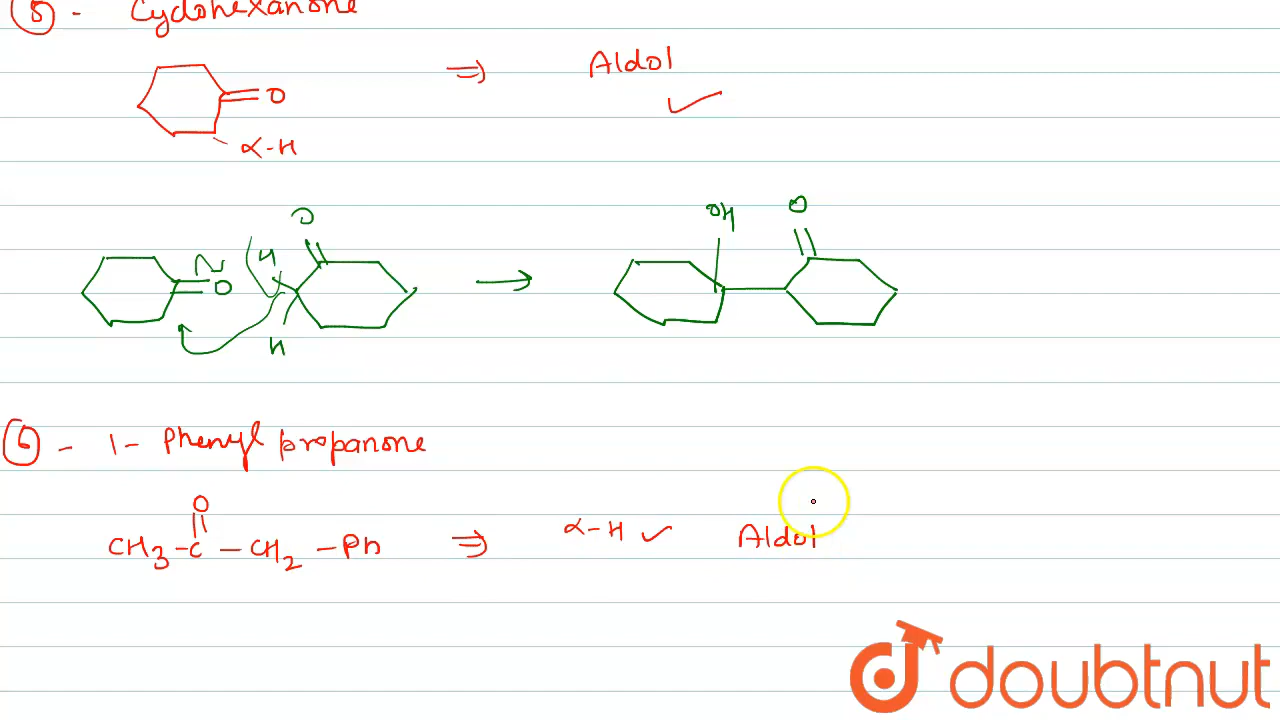 5 - Cyclohexanone
⇒ Aldol ✓
O
α-H
O OH O
H
O →
H
6 - 1- Phenyl propanone
O
CH3 -C - CH2 - Ph ⇒ α-H ✓ Aldol
doubtnut